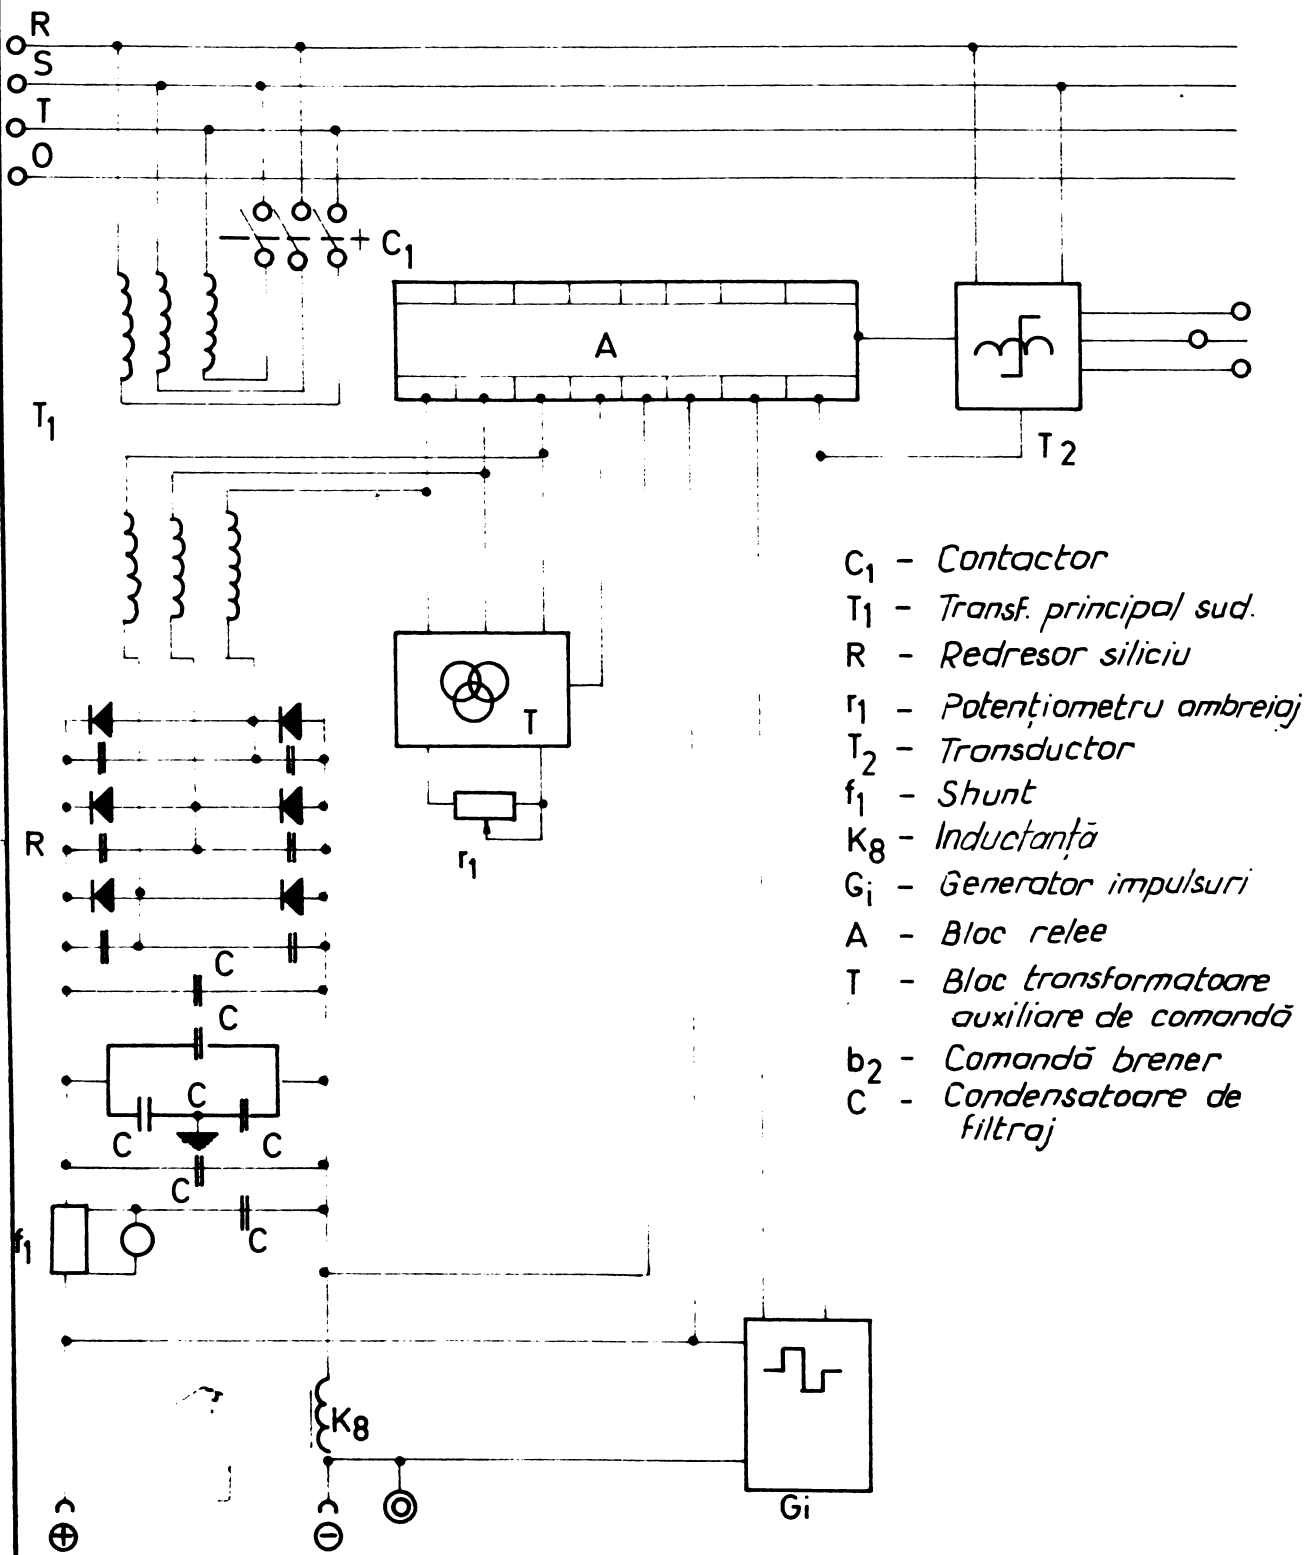 R
S
T
O
C1
A
T1
T2
C1 - Contactor
T1 - Transf. principal sud.
R - Redresor siliciu
r1 - Potențiometru ambreiaj
T2 - Transductor
f1 - Shunt
K8 - Inductanță
Gi - Generator impulsuri
A - Bloc relee
T - Bloc transformatoare
auxiliare de comandă
b2 - Comandă brener
C - Condensatoare de
filtraj
T
r1
R
C
C
C
C
C
C
C
f1
K8
Gi